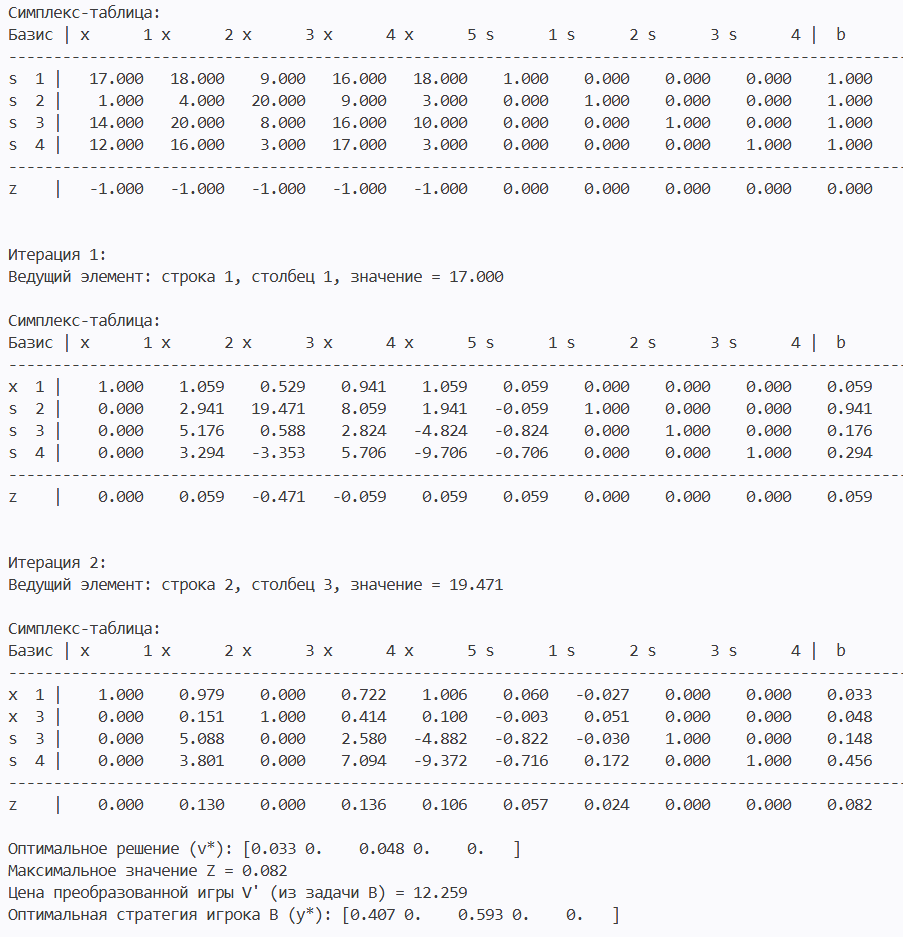 Симплекс-таблица:
Базис | x      1 x      2 x      3 x      4 x      5 s      1 s      2 s      3 s      4 |  b
----------------------------------------------------------------------------------------------------
s  1 |   17.000   18.000    9.000   16.000   18.000    1.000    0.000    0.000    0.000    1.000
s  2 |    1.000    4.000   20.000    9.000    3.000    0.000    1.000    0.000    0.000    1.000
s  3 |   14.000   20.000    8.000   16.000   10.000    0.000    0.000    1.000    0.000    1.000
s  4 |   12.000   16.000    3.000   17.000    3.000    0.000    0.000    0.000    1.000    1.000
----------------------------------------------------------------------------------------------------
z    |   -1.000   -1.000   -1.000   -1.000   -1.000    0.000    0.000    0.000    0.000    0.000
Итерация 1:
Ведущий элемент: строка 1, столбец 1, значение = 17.000
Симплекс-таблица:
Базис | x      1 x      2 x      3 x      4 x      5 s      1 s      2 s      3 s      4 |  b
----------------------------------------------------------------------------------------------------
x  1 |    1.000    1.059    0.529    0.941    1.059    0.059    0.000    0.000    0.000    0.059
s  2 |    0.000    2.941   19.471    8.059    1.941   -0.059    1.000    0.000    0.000    0.941
s  3 |    0.000    5.176    0.588    2.824   -4.824   -0.824    0.000    1.000    0.000    0.176
s  4 |    0.000    3.294   -3.353    5.706   -9.706   -0.706    0.000    0.000    1.000    0.294
----------------------------------------------------------------------------------------------------
z    |    0.000    0.059   -0.471   -0.059    0.059    0.059    0.000    0.000    0.000    0.059
Итерация 2:
Ведущий элемент: строка 2, столбец 3, значение = 19.471
Симплекс-таблица:
Базис | x      1 x      2 x      3 x      4 x      5 s      1 s      2 s      3 s      4 |  b
----------------------------------------------------------------------------------------------------
x  1 |    1.000    0.979    0.000    0.722    1.006    0.060   -0.027    0.000    0.000    0.033
x  3 |    0.000    0.151    1.000    0.414    0.100   -0.003    0.051    0.000    0.000    0.048
s  3 |    0.000    5.088    0.000    2.580   -4.882   -0.822   -0.030    1.000    0.000    0.148
s  4 |    0.000    3.801    0.000    7.094   -9.372   -0.716    0.172    0.000    1.000    0.456
----------------------------------------------------------------------------------------------------
z    |    0.000    0.130    0.000    0.136    0.106    0.057    0.024    0.000    0.000    0.082
Оптимальное решение (v*): [0.033 0.    0.048 0.    0.   ]
Максимальное значение Z = 0.082
Цена преобразованной игры V' (из задачи B) = 12.259
Оптимальная стратегия игрока B (y*): [0.407 0.    0.593 0.    0.   ]